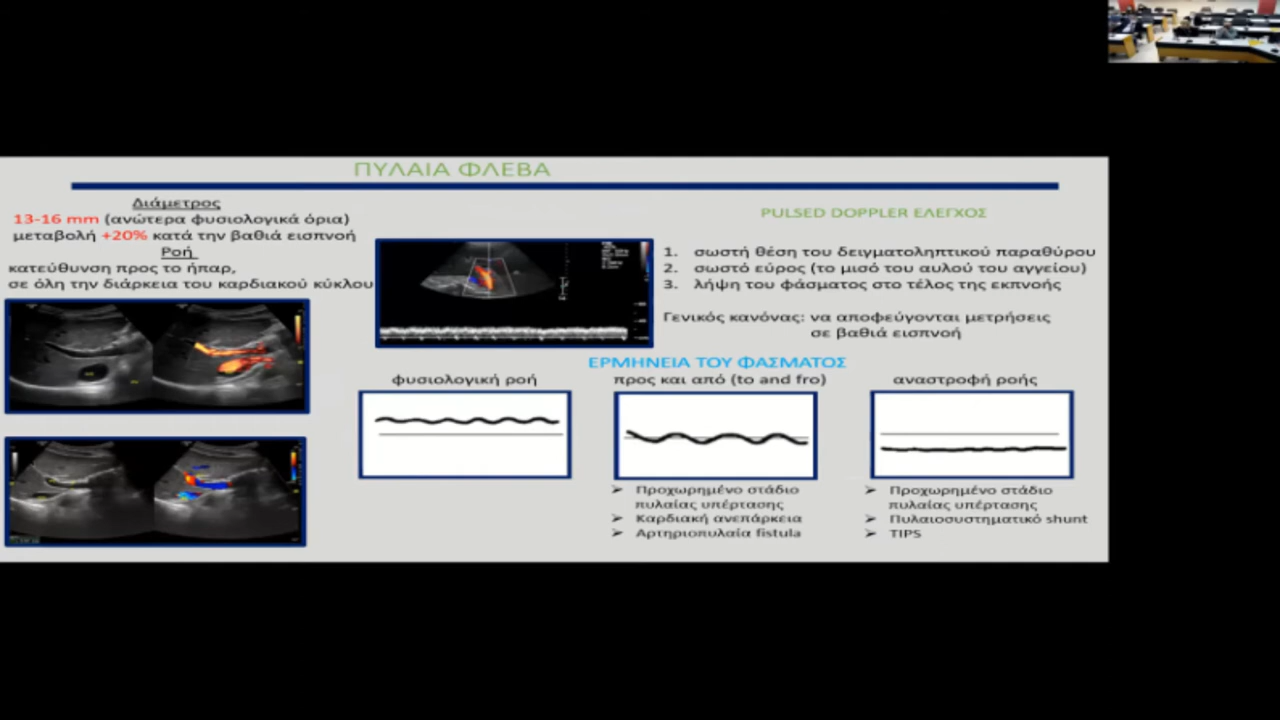 ΠΥΛΑΙΑ ΦΛΕΒΑ
Διάμετρος
13-16 mm (ανώτερα φυσιολογικά όρια)
μεταβολή +20% κατά την βαθιά εισπνοή
Ροή
κατεύθυνση προς το ήπαρ,
σε όλη την διάρκεια του καρδιακού κύκλου
PULSED DOPPLER ΕΛΕΓΧΟΣ
1. σωστή θέση του δειγματοληπτικού παραθύρου
2. σωστό εύρος (το μισό του αυλού του αγγείου)
3. λήψη του φάσματος στο τέλος της εκπνοής
Γενικός κανόνας: να αποφεύγονται μετρήσεις
σε βαθιά εισπνοή
ΕΡΜΗΝΕΙΑ ΤΟΥ ΦΑΣΜΑΤΟΣ
φυσιολογική ροή
προς και από (to and fro)
αναστροφή ροής
➢ Προχωρημένο στάδιο
πυλαίας υπέρτασης
➢ Καρδιακή ανεπάρκεια
➢ Αρτηριοπυλαία fistula
➢ Προχωρημένο στάδιο
πυλαίας υπέρτασης
➢ Πυλαιοσυστηματικό shunt
➢ TIPS